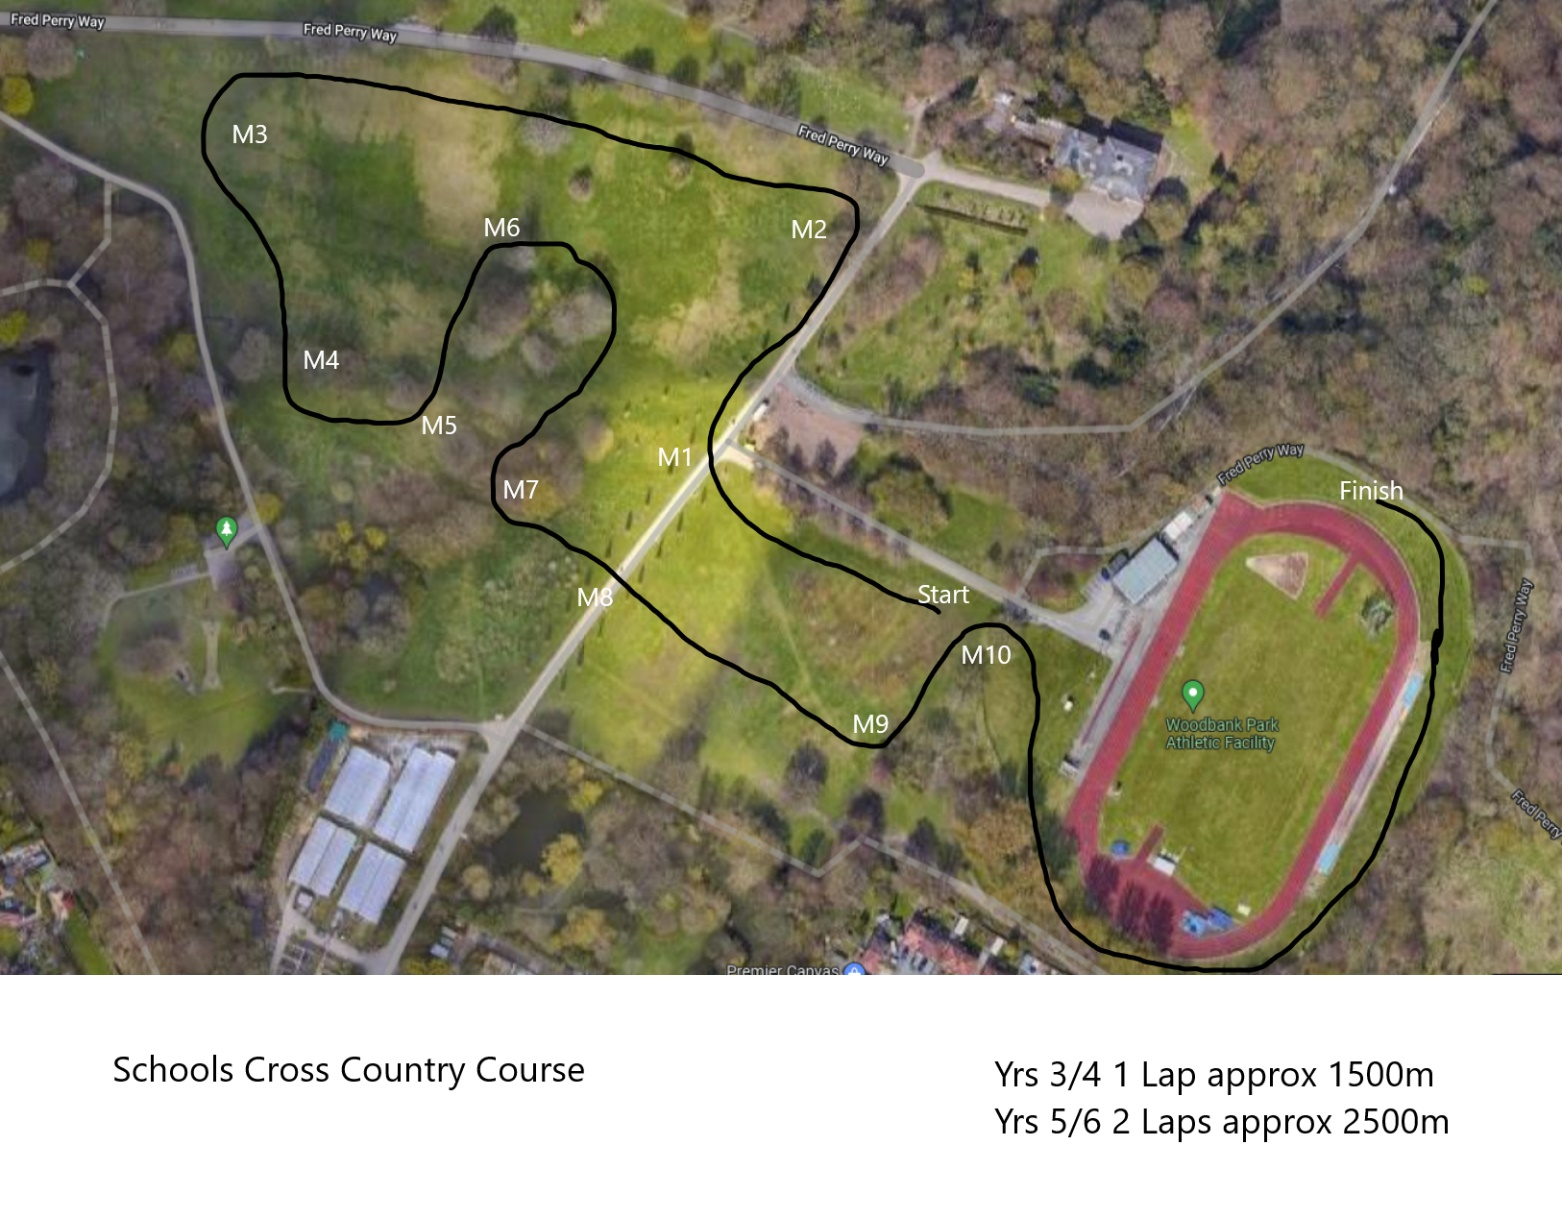 Fred Perry Way
Fred Perry Way
Fred Perry Way
M3
M6
M2
M4
M5
M1
M7
Fred Perry Way
Finish
M8
Start
Fred Perry Way
M10
M9
Woodbank Park
Athletic Facility
Fred Perry
Premier Canvas
Schools Cross Country Course
Yrs 3/4 1 Lap approx 1500m
Yrs 5/6 2 Laps approx 2500m